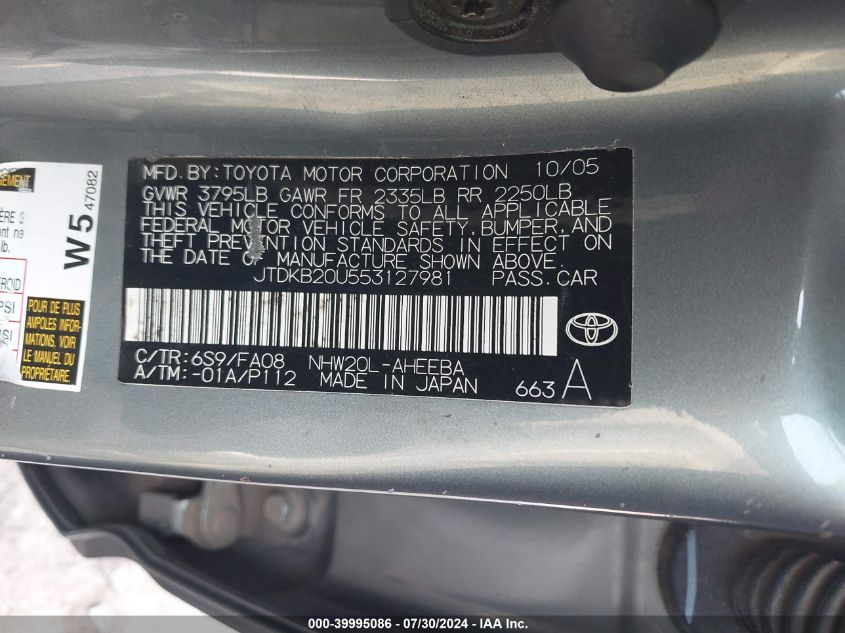 MFD. BY: TOYOTA MOTOR CORPORATION 10/05
GVWR 3795LB GAWR FR 2335LB RR 2250LB
THIS VEHICLE CONFORMS TO ALL APPLICABLE
FEDERAL MOTOR VEHICLE SAFETY, BUMPER, AND
THEFT PREVENTION STANDARDS IN EFFECT ON
THE DATE OF MANUFACTURE SHOWN ABOVE.
JTDKB20U553127981 PASS. CAR
C/TR: 6S9/FA08 NHW20L-AHEEBA
A/TM: -01A/P112 MADE IN JAPAN
663 A
W5 47082
lb.
PSI
POUR DE PLUS
AMPOLES INFOR-
MATIONS, VOIR
LE MANUEL DU
PROPRIÉTAIRE.
000-39995086 / 07/30/2024 - IAA Inc.